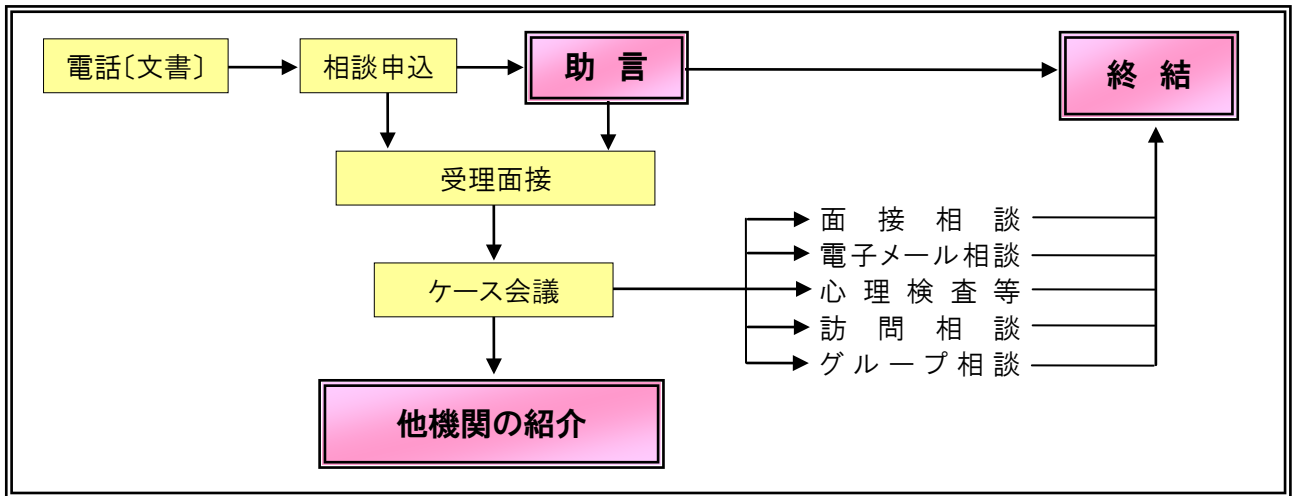 電話〔文書〕
相談申込
助 言
終 結
受理面接
面接相談
電子メール相談
ケース会議
心理検査等
訪問相談
グループ相談
他機関の紹介